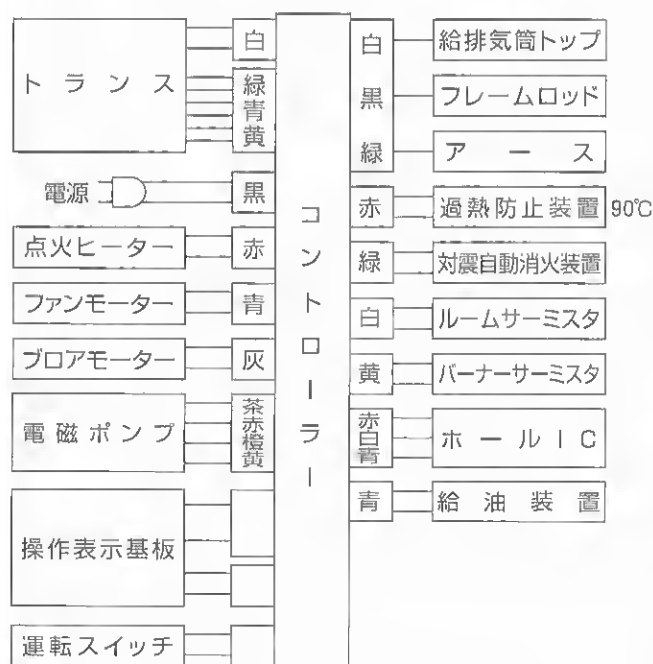 トランス
白
緑
青
黄
電源
黒
点火ヒーター
赤
ファンモーター
青
ブロアモーター
灰
電磁ポンプ
茶
赤
橙
黄
操作表示基板
運転スイッチ
コントローラー
白
給排気筒トップ
黒
フレームロッド
緑
アース
赤
過熱防止装置 90℃
緑
対震自動消火装置
白
ルームサーミスタ
黄
バーナーサーミスタ
赤
白
青
ホールIC
青
給油装置